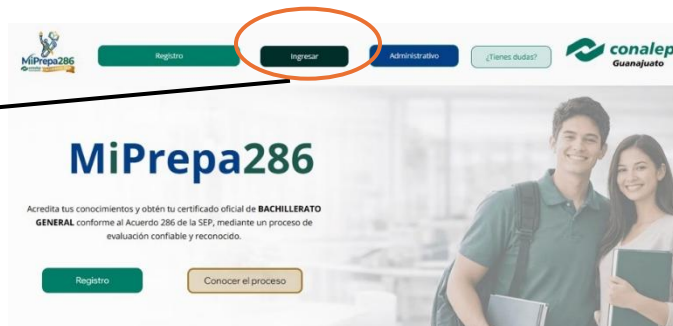 MiPrepa286
Registro
Ingresar
Administrativo
¿Tienes dudas?
conalep
Guanajuato
MiPrepa286
Acredita tus conocimientos y obtén tu certificado oficial de BACHILLERATO
GENERAL conforme al Acuerdo 286 de la SEP, mediante un proceso de
evaluación confiable y reconocido.
Registro
Conocer el proceso